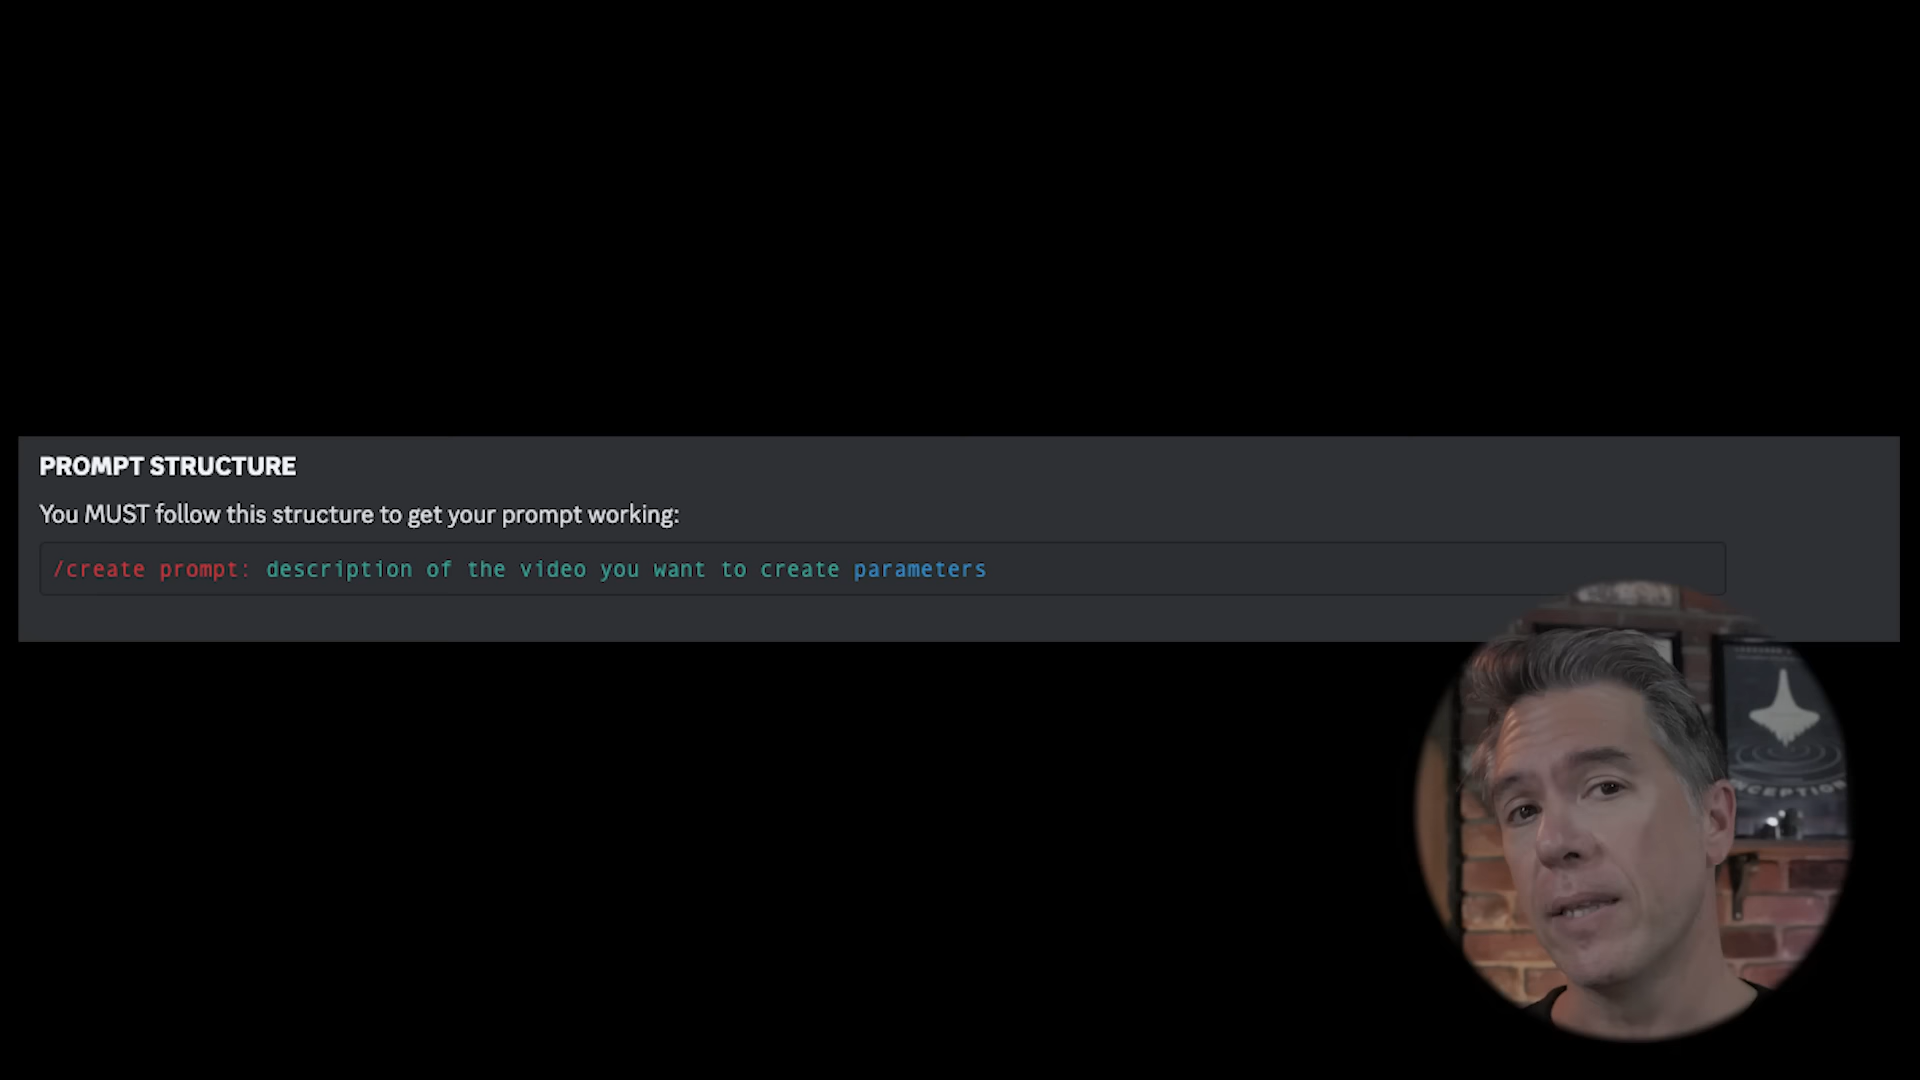 PROMPT STRUCTURE
You MUST follow this structure to get your prompt working:
/create prompt: description of the video you want to create parameters
NCEPTION